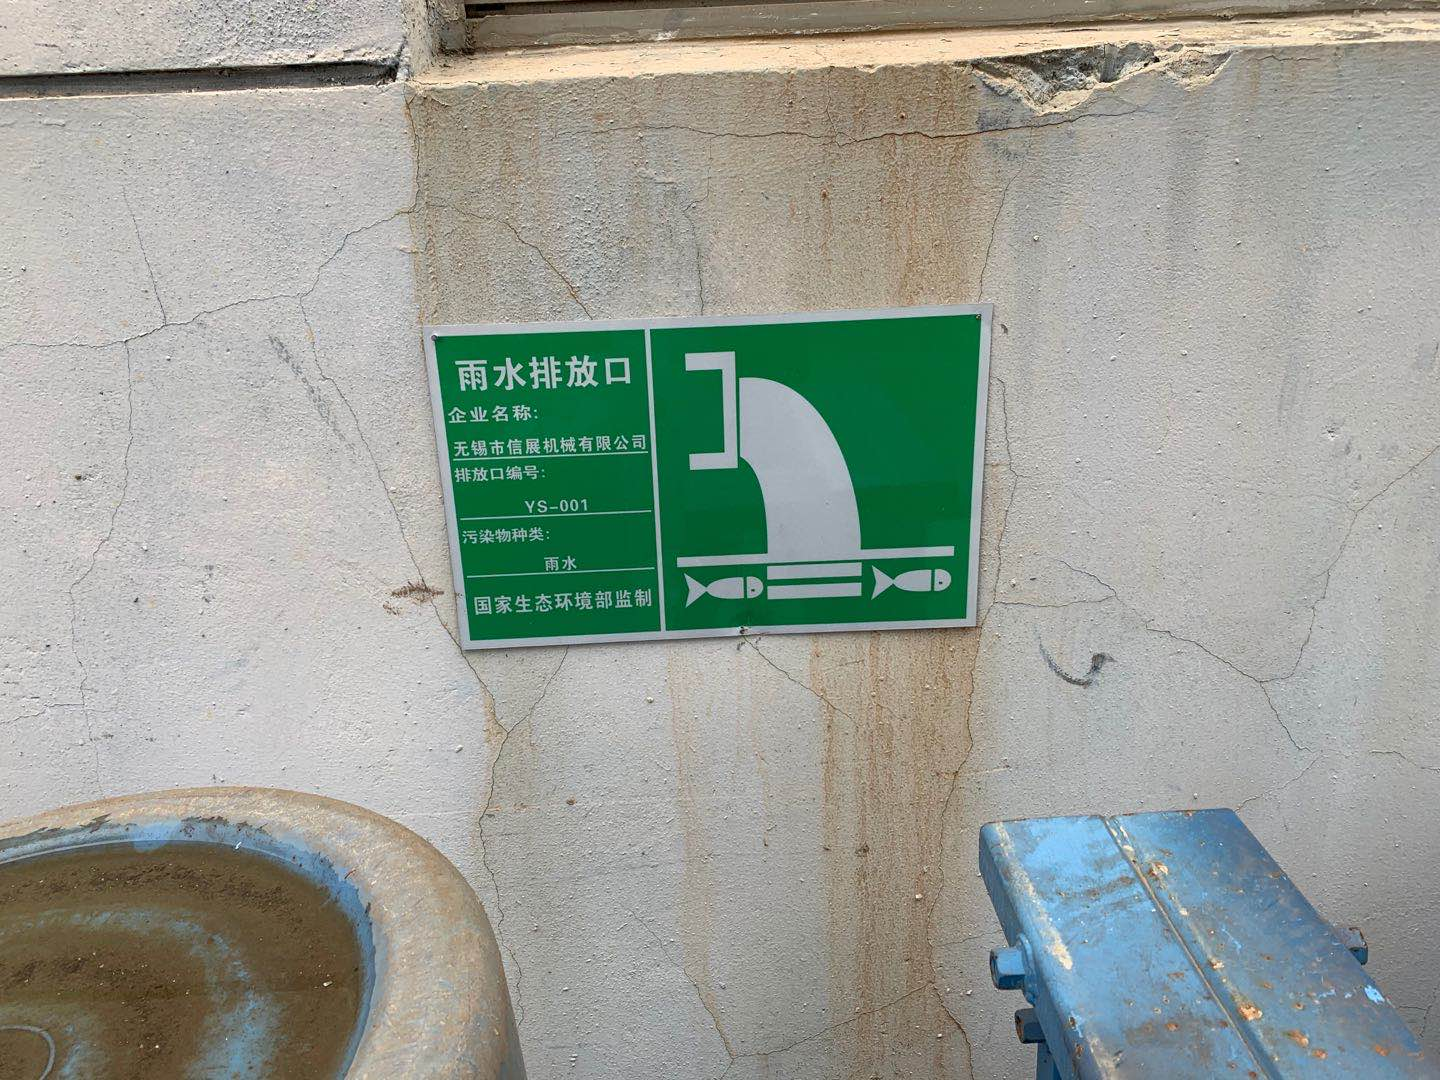 雨水排放口
企业名称:
无锡市信展机械有限公司
排放口编号:
YS-001
污染物种类:
雨水
国家生态环境部监制